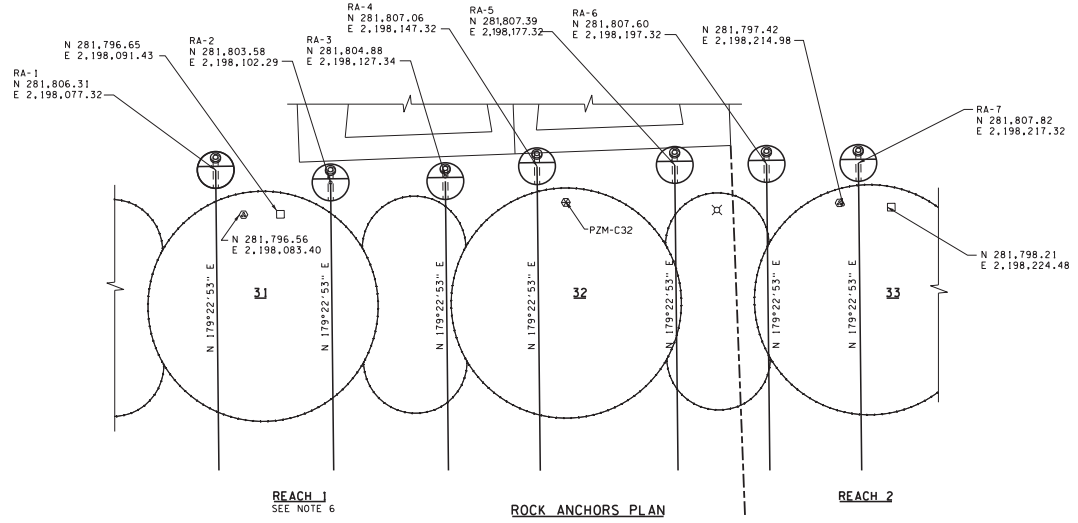 RA-4
N 281,807.06
E 2,198,147.32
RA-5
N 281,807.39
E 2,198,177.32
RA-6
N 281,807.60
E 2,198,197.32
N 281,797.42
E 2,198,214.98
N 281,796.65
E 2,198,091.43
RA-2
N 281,803.58
E 2,198,102.29
RA-3
N 281,804.88
E 2,198,127.34
RA-1
N 281,806.31
E 2,198,077.32
RA-7
N 281,807.82
E 2,198,217.32
N 281,796.56
E 2,198,083.40
PZM-C32
N 281,798.21
E 2,198,224.48
31
32
33
N 179°22'53" E
N 179°22'53" E
N 179°22'53" E
N 179°22'53" E
N 179°22'53" E
N 179°22'53" E
N 179°22'53" E
REACH 1
SEE NOTE 6
ROCK ANCHORS PLAN
REACH 2